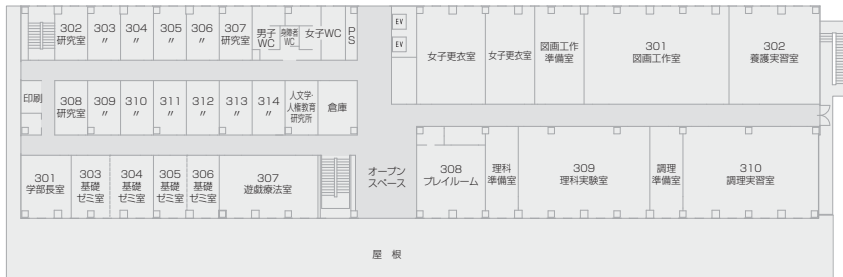 302
研究室
303
〃
304
〃
305
〃
306
〃
307
研究室
男子
WC
身障者
WC
女子WC
PS
EV
EV
女子更衣室
女子更衣室
図画工作
準備室
301
図画工作室
302
養護実習室
印刷
308
研究室
309
〃
310
〃
311
〃
312
〃
313
〃
314
〃
人文学・
人権教育
研究所
倉庫
301
学部長室
303
基礎
ゼミ室
304
基礎
ゼミ室
305
基礎
ゼミ室
306
基礎
ゼミ室
307
遊戯療法室
オープン
スペース
308
プレイルーム
理科
準備室
309
理科実験室
調理
準備室
310
調理実習室
屋 根